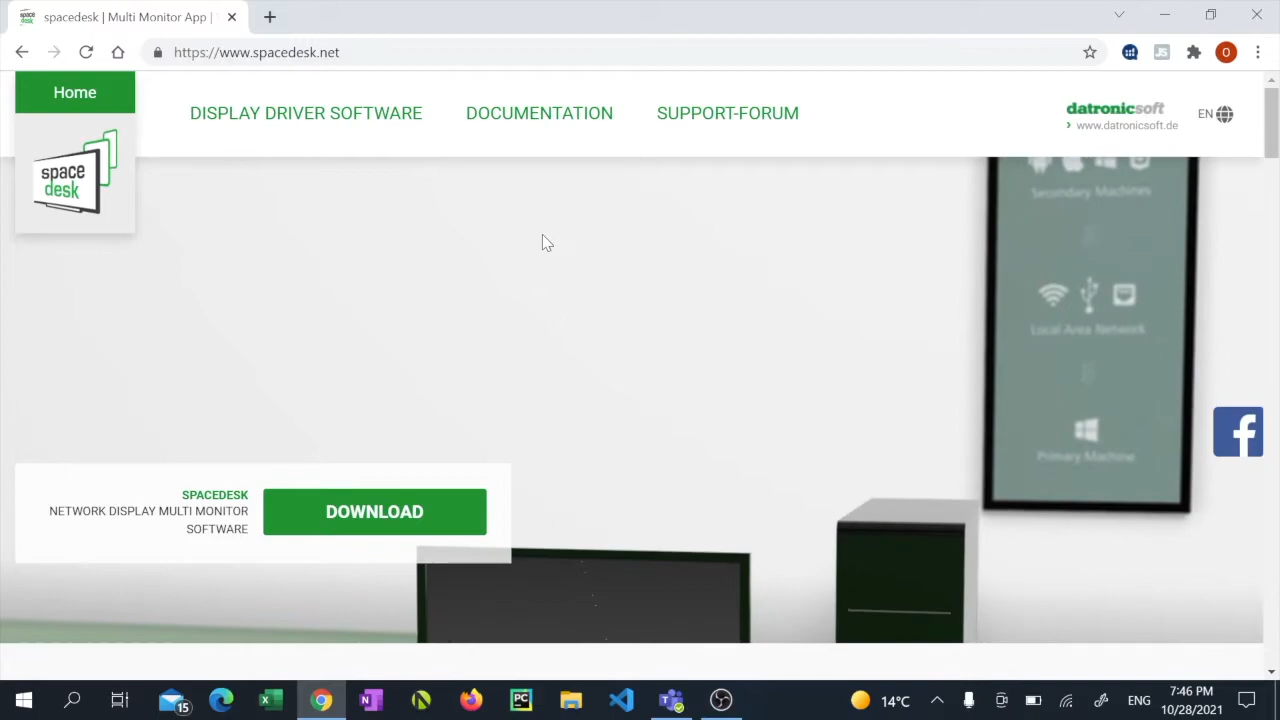 spacedesk | Multi Monitor App |
https://www.spacedesk.net
JS
O
Home
DISPLAY DRIVER SOFTWARE
DOCUMENTATION
SUPPORT-FORUM
datronicsoft
www.datronicsoft.de
EN
space
desk
Secondary Machines
Local Area Network
Primary Machine
SPACEDESK
NETWORK DISPLAY MULTI MONITOR
SOFTWARE
DOWNLOAD
15
PC
14°C
ENG
7:46 PM
10/28/2021